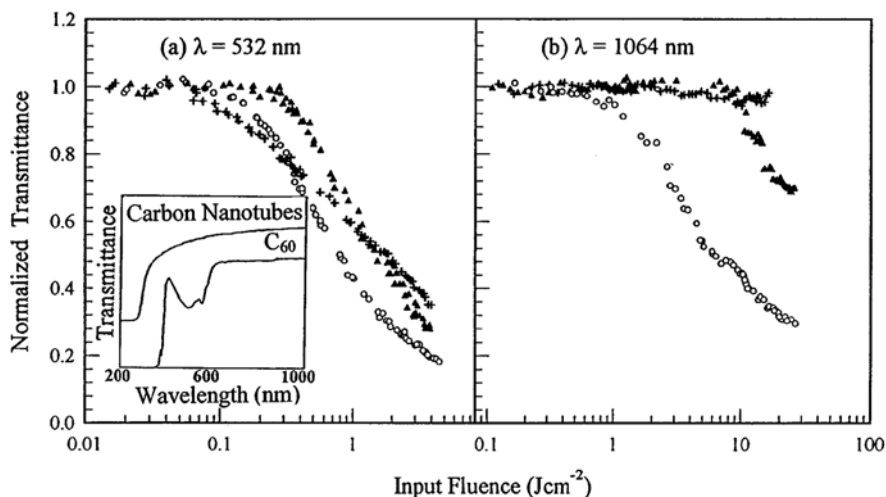 1.2
1.0
0.8
0.6
0.4
0.2
0.0
Normalized Transmittance
(a) λ = 532 nm
(b) λ = 1064 nm
Carbon Nanotubes
C60
Transmittance
200
600
1000
Wavelength (nm)
0.01
0.1
1
0.1
1
10
100
Input Fluence (Jcm-2)